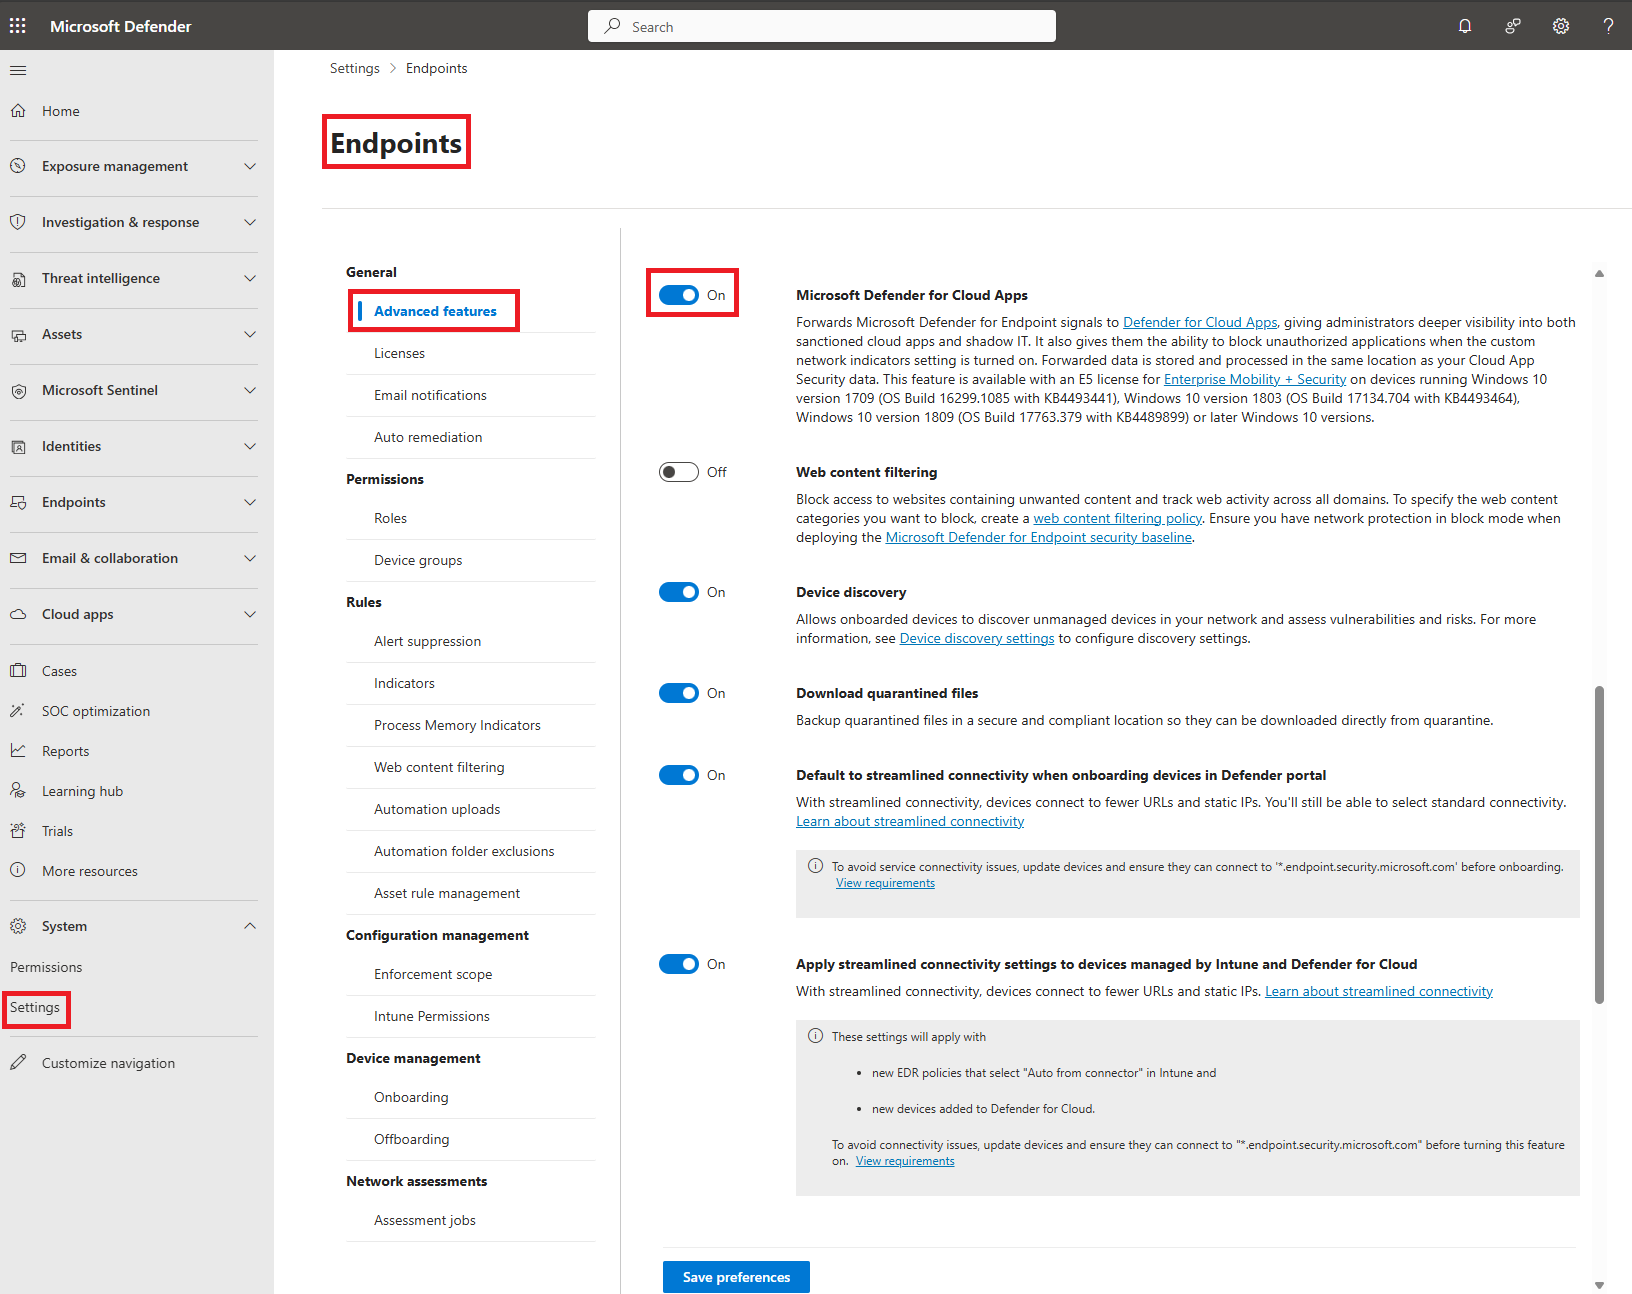 Microsoft Defender
Search
Home
Exposure management
Investigation & response
Threat intelligence
Assets
Microsoft Sentinel
Identities
Endpoints
Email & collaboration
Cloud apps
Cases
SOC optimization
Reports
Learning hub
Trials
More resources
System
Permissions
Settings
Customize navigation
Settings > Endpoints
Endpoints
General
Advanced features
Licenses
Email notifications
Auto remediation
Permissions
Roles
Device groups
Rules
Alert suppression
Indicators
Process Memory Indicators
Web content filtering
Automation uploads
Automation folder exclusions
Asset rule management
Configuration management
Enforcement scope
Intune Permissions
Device management
Onboarding
Offboarding
Network assessments
Assessment jobs
On
Microsoft Defender for Cloud Apps
Forwards Microsoft Defender for Endpoint signals to Defender for Cloud Apps, giving administrators deeper visibility into both
sanctioned cloud apps and shadow IT. It also gives them the ability to block unauthorized applications when the custom
network indicators setting is turned on. Forwarded data is stored and processed in the same location as your Cloud App
Security data. This feature is available with an E5 license for Enterprise Mobility + Security on devices running Windows 10
version 1709 (OS Build 16299.1085 with KB4493441), Windows 10 version 1803 (OS Build 17134.704 with KB4493464),
Windows 10 version 1809 (OS Build 17763.379 with KB4489899) or later Windows 10 versions.
Off
Web content filtering
Block access to websites containing unwanted content and track web activity across all domains. To specify the web content
categories you want to block, create a web content filtering policy. Ensure you have network protection in block mode when
deploying the Microsoft Defender for Endpoint security baseline.
On
Device discovery
Allows onboarded devices to discover unmanaged devices in your network and assess vulnerabilities and risks. For more
information, see Device discovery settings to configure discovery settings.
On
Download quarantined files
Backup quarantined files in a secure and compliant location so they can be downloaded directly from quarantine.
On
Default to streamlined connectivity when onboarding devices in Defender portal
With streamlined connectivity, devices connect to fewer URLs and static IPs. You'll still be able to select standard connectivity.
Learn about streamlined connectivity
To avoid service connectivity issues, update devices and ensure they can connect to '*.endpoint.security.microsoft.com' before onboarding.
View requirements
On
Apply streamlined connectivity settings to devices managed by Intune and Defender for Cloud
With streamlined connectivity, devices connect to fewer URLs and static IPs. Learn about streamlined connectivity
These settings will apply with
• new EDR policies that select "Auto from connector" in Intune and
• new devices added to Defender for Cloud.
To avoid connectivity issues, update devices and ensure they can connect to "*.endpoint.security.microsoft.com" before turning this feature
on. View requirements
Save preferences